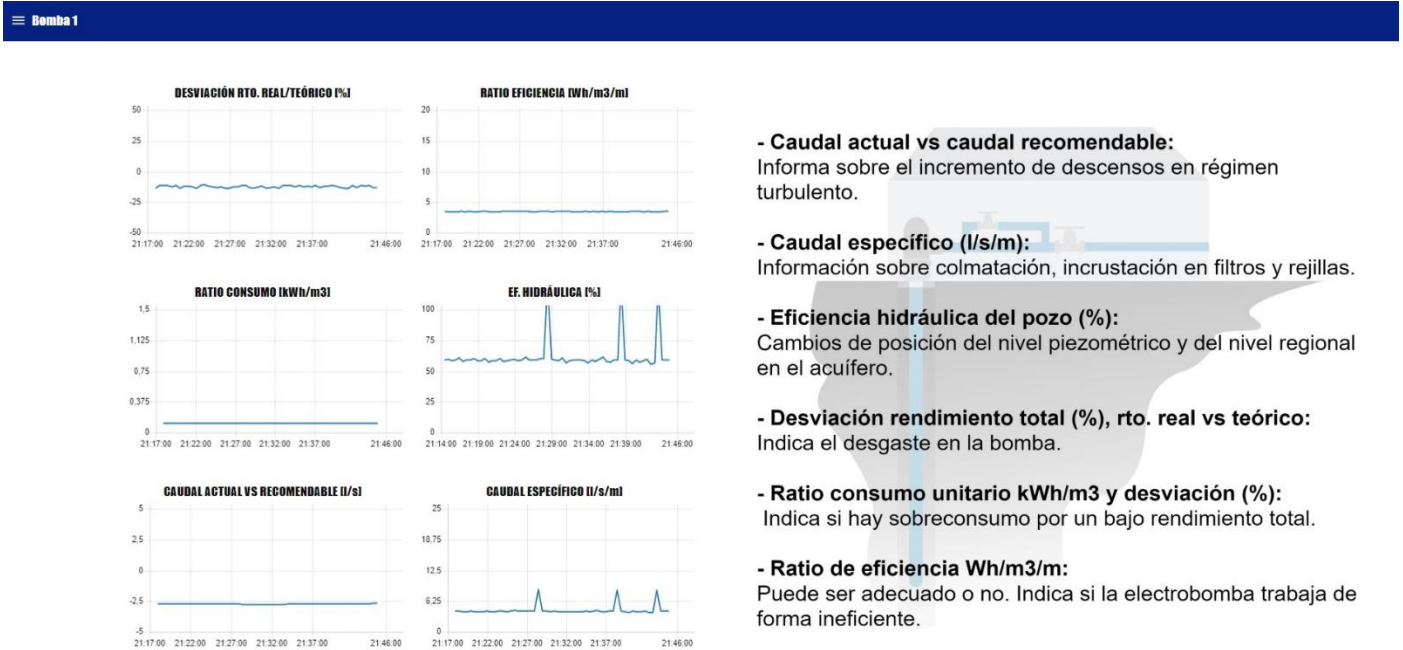 Bomba 1
DESVIACIÓN RTO. REAL/TEÓRICO [%]
50
25
0
-25
-50
21:17:00 21:22:00 21:27:00 21:32:00 21:37:00 21:46:00
RATIO EFICIENCIA [Wh/m3/m]
20
15
10
5
0
21:17:00 21:22:00 21:27:00 21:32:00 21:37:00 21:46:00
RATIO CONSUMO [kWh/m3]
1,5
1,125
0,75
0,375
0
21:17:00 21:22:00 21:27:00 21:32:00 21:37:00 21:46:00
EF. HIDRÁULICA [%]
100
75
50
25
0
21:14:00 21:19:00 21:24:00 21:29:00 21:34:00 21:39:00 21:46:00
CAUDAL ACTUAL VS RECOMENDABLE [l/s]
5
2,5
0
-2,5
-5
21:17:00 21:22:00 21:27:00 21:32:00 21:37:00 21:46:00
CAUDAL ESPECÍFICO [l/s/m]
25
18,75
12,5
6,25
0
21:17:00 21:22:00 21:27:00 21:32:00 21:37:00 21:46:00
- Caudal actual vs caudal recomendable:
Informa sobre el incremento de descensos en régimen
turbulento.
- Caudal específico (l/s/m):
Información sobre colmatación, incrustación en filtros y rejillas.
- Eficiencia hidráulica del pozo (%):
Cambios de posición del nivel piezométrico y del nivel regional
en el acuífero.
- Desviación rendimiento total (%), rto. real vs teórico:
Indica el desgaste en la bomba.
- Ratio consumo unitario kWh/m3 y desviación (%):
Indica si hay sobreconsumo por un bajo rendimiento total.
- Ratio de eficiencia Wh/m3/m:
Puede ser adecuado o no. Indica si la electrobomba trabaja de
forma ineficiente.